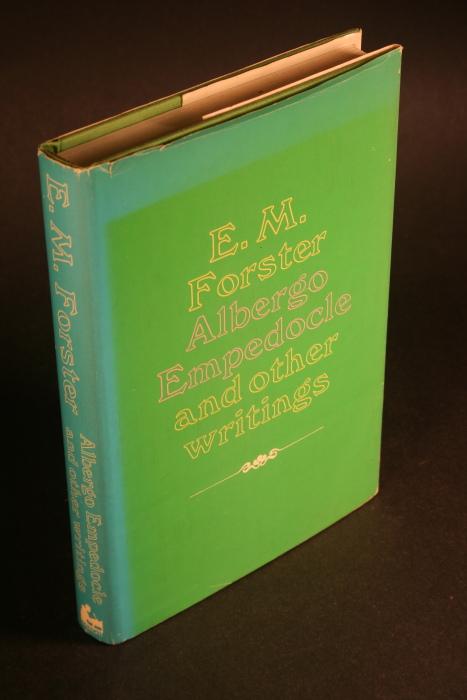 E. M.
Forster
Albergo
Empedocle
and other
writings
E. M. Forster
Albergo Empedocle
and other writings